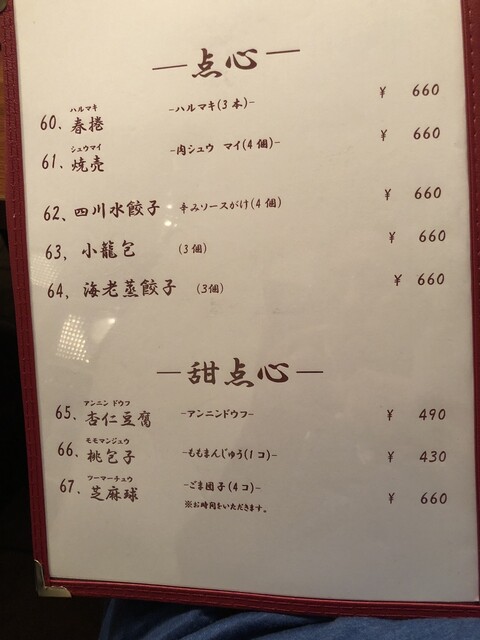 ―点心―
ハルマキ
60. 春捲 -ハルマキ(3本)- ¥ 660
シュウマイ
61. 焼売 -肉シュウ マイ(4個)- ¥ 660
62. 四川水餃子 辛みソースがけ(4個) ¥ 660
63, 小龍包 (3個) ¥ 660
64, 海老蒸餃子 (3個) ¥ 660
―甜点心―
アンニン ドウフ
65. 杏仁豆腐 -アンニンドウフ- ¥ 490
モモマンジュウ
66. 桃包子 -ももまんじゅう(1コ)- ¥ 430
ツーマーチュウ
67. 芝麻球 -ごま団子(4コ)- ¥ 660
※お時間をいただきます。